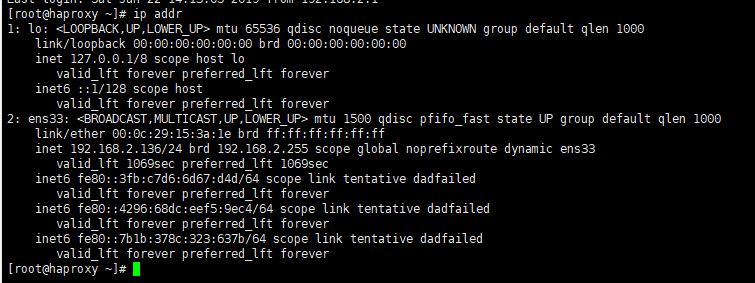 [root@haproxy ~]# ip addr
1: lo: <LOOPBACK,UP,LOWER_UP> mtu 65536 qdisc noqueue state UNKNOWN group default qlen 1000
    link/loopback 00:00:00:00:00:00 brd 00:00:00:00:00:00
    inet 127.0.0.1/8 scope host lo
       valid_lft forever preferred_lft forever
    inet6 ::1/128 scope host
       valid_lft forever preferred_lft forever
2: ens33: <BROADCAST,MULTICAST,UP,LOWER_UP> mtu 1500 qdisc pfifo_fast state UP group default qlen 1000
    link/ether 00:0c:29:15:3a:1e brd ff:ff:ff:ff:ff:ff
    inet 192.168.2.136/24 brd 192.168.2.255 scope global noprefixroute dynamic ens33
       valid_lft 1069sec preferred_lft 1069sec
    inet6 fe80::3fb:c7d6:6d67:d4d/64 scope link tentative dadfailed
       valid_lft forever preferred_lft forever
    inet6 fe80::4296:68dc:eef5:9ec4/64 scope link tentative dadfailed
       valid_lft forever preferred_lft forever
    inet6 fe80::7b1b:378c:323:637b/64 scope link tentative dadfailed
       valid_lft forever preferred_lft forever
[root@haproxy ~]#